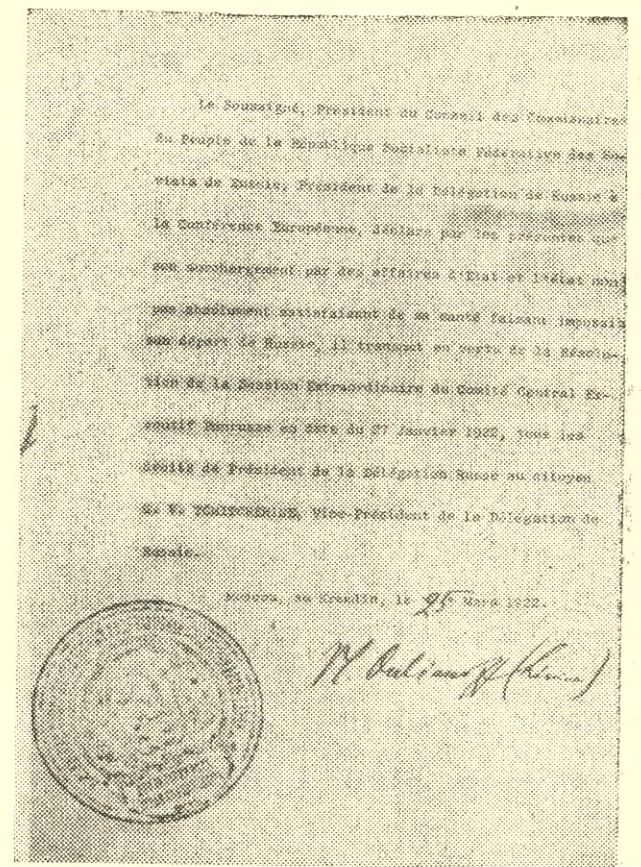 Le Soussigné, Président du Conseil des Commissaires
du Peuple de la République Socialiste Fédérative des So-
viets de Russie, Président de la Délégation de Russie à
la Conférence Européenne, déclare par les présentes que
son surchargement par des affaires d'Etat et l'état non
pas absolument satisfaisant de sa santé faisant impossib
son départ de Russie, il transmet en vertu de la Résolu-
tion de la Session Extraordinaire du Comité Central Ex-
écutif Panrusse en date du 27 Janvier 1922, tous les
droits de Président de la Délégation Russe au citoyen
G. V. TCHITCHERINE, Vice-Président de la Délégation de
Russie.
Moscou, au Kremlin, le 25 Mars 1922.
W Oulianoff (Lénine)